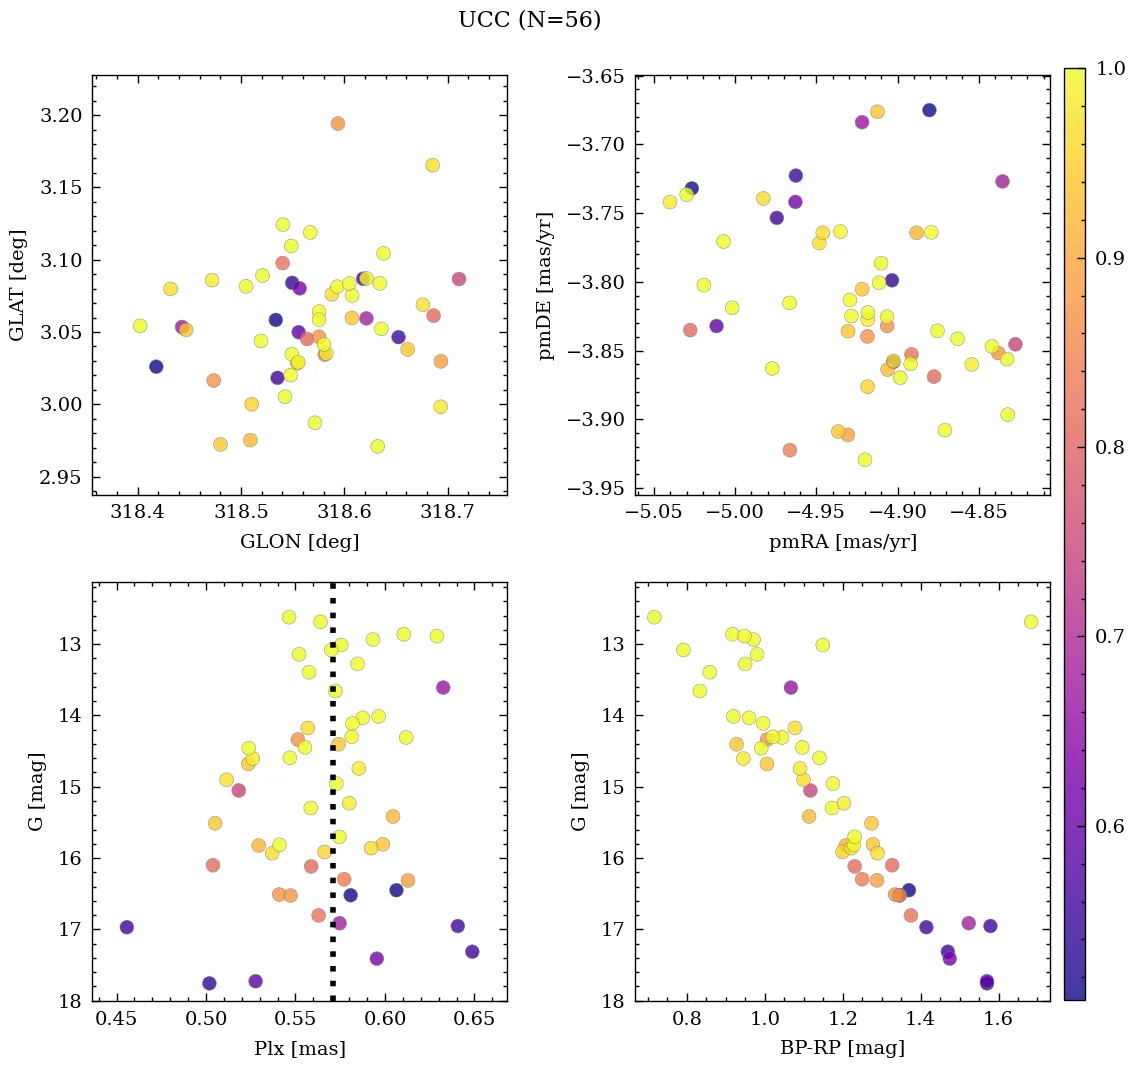 UCC (N=56)
3.20
3.15
3.10
3.05
3.00
2.95
GLAT [deg]
318.4 318.5 318.6 318.7
GLON [deg]
−3.65
−3.70
−3.75
−3.80
−3.85
−3.90
−3.95
pmDE [mas/yr]
−5.05 −5.00 −4.95 −4.90 −4.85
pmRA [mas/yr]
1.0
0.9
0.8
0.7
0.6
13
14
15
16
17
18
G [mag]
0.45 0.50 0.55 0.60 0.65
Plx [mas]
13
14
15
16
17
18
G [mag]
0.8 1.0 1.2 1.4 1.6
BP-RP [mag]